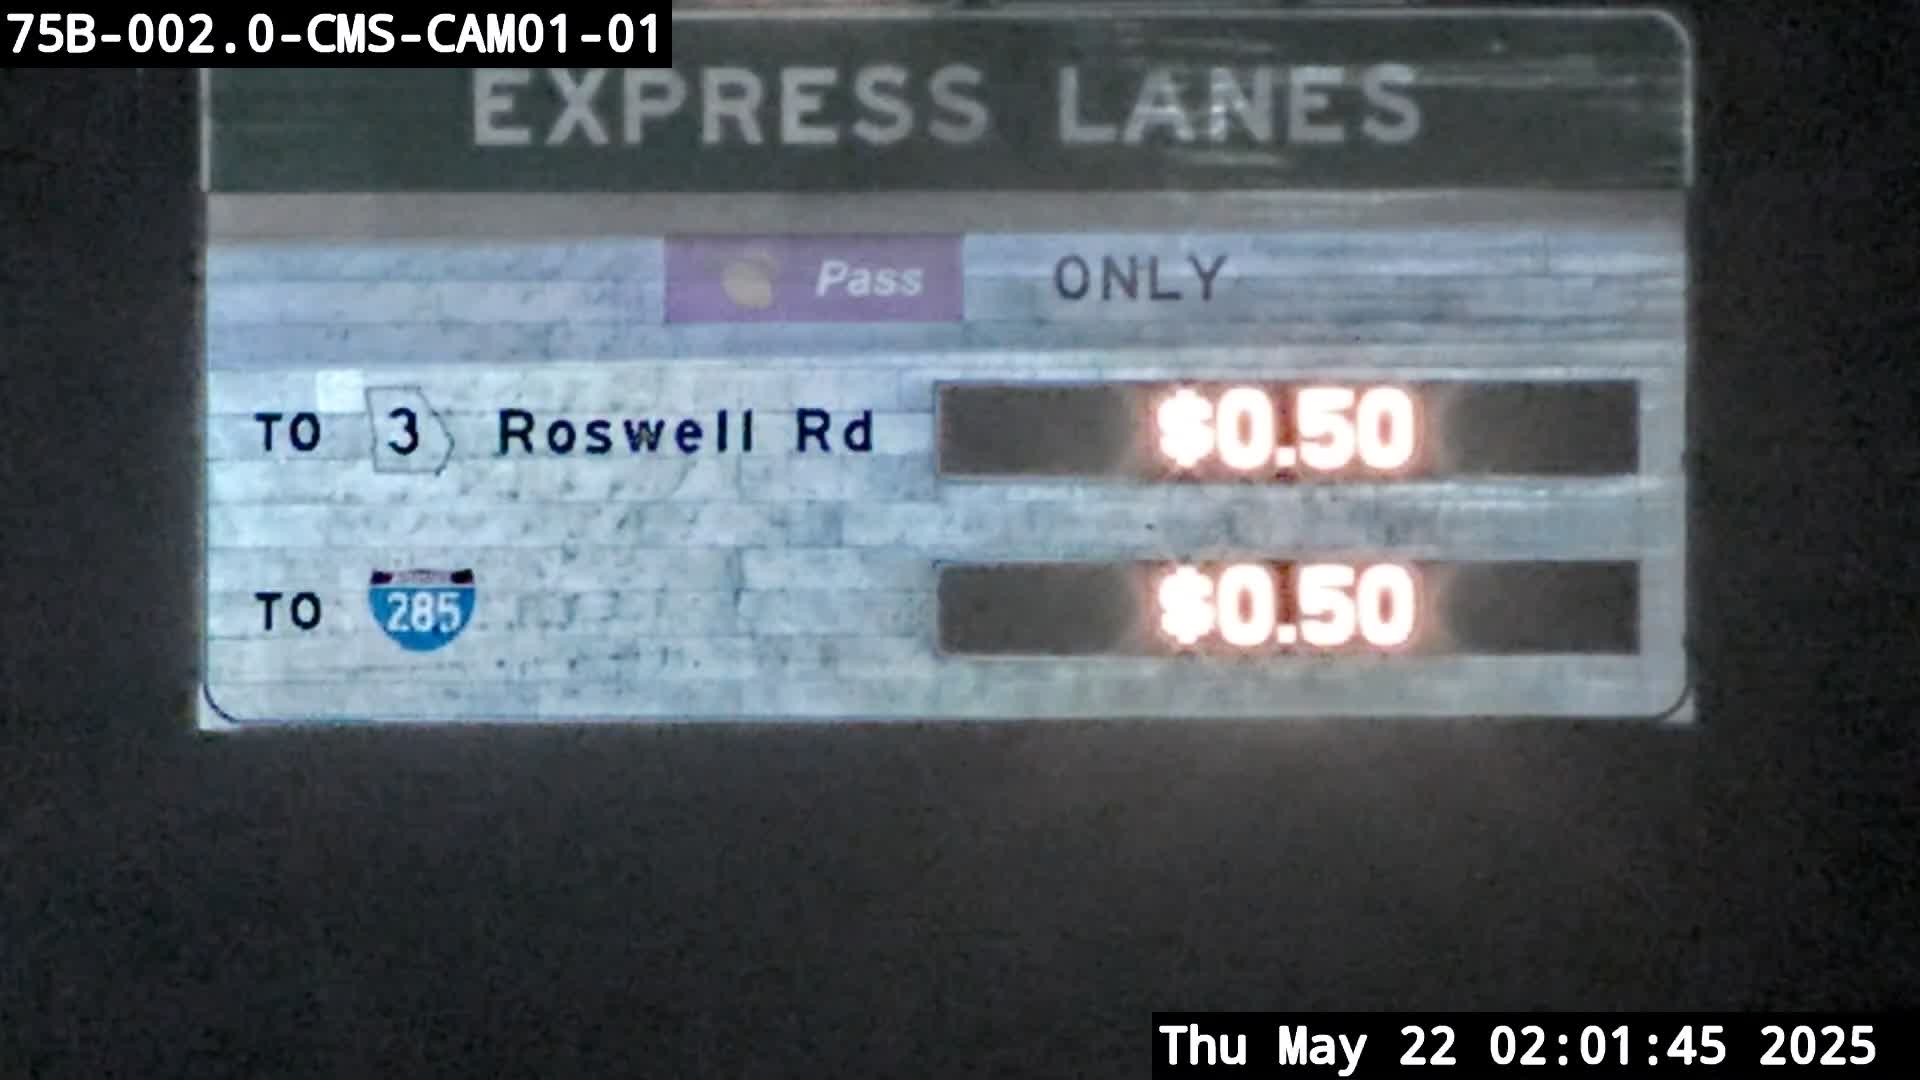 75B-002.0-CMS-CAM01-01
EXPRESS LANES
Pass ONLY
TO 3 Roswell Rd $0.50
TO 285 $0.50
Thu May 22 02:01:45 2025